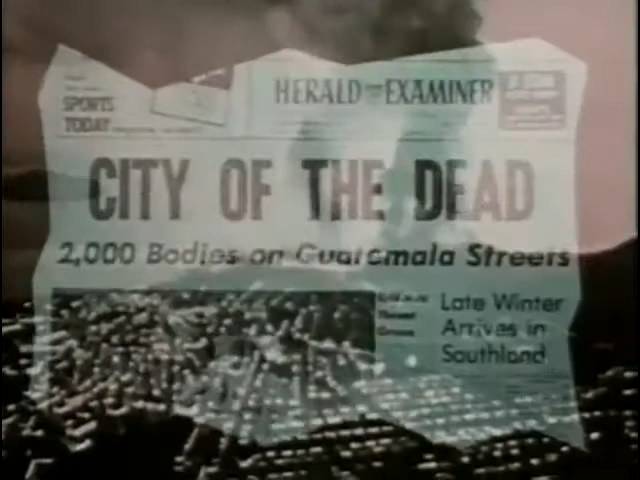 SPORTS
TODAY
HERALD EXAMINER
CITY OF THE DEAD
2,000 Bodies on Guatemala Streets
Late Winter
Arrives in
Southland